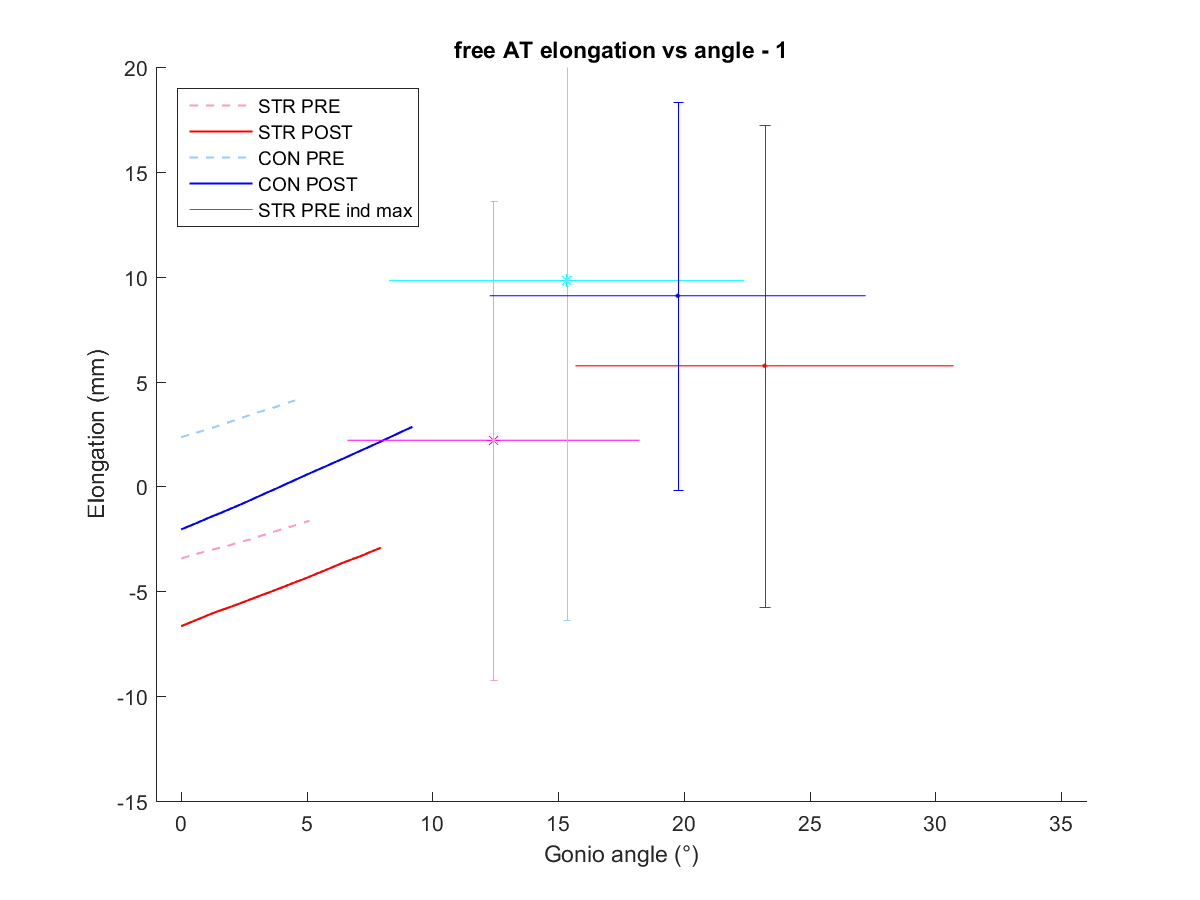 free AT elongation vs angle - 1
20
15
10
5
0
-5
-10
-15
Elongation (mm)
STR PRE
STR POST
CON PRE
CON POST
STR PRE ind max
0 5 10 15 20 25 30 35
Gonio angle (°)